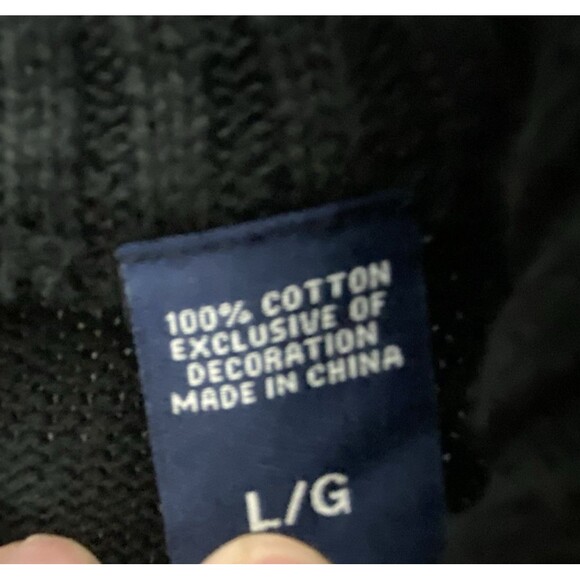 100% COTTON
EXCLUSIVE OF
DECORATION
MADE IN CHINA
L/G